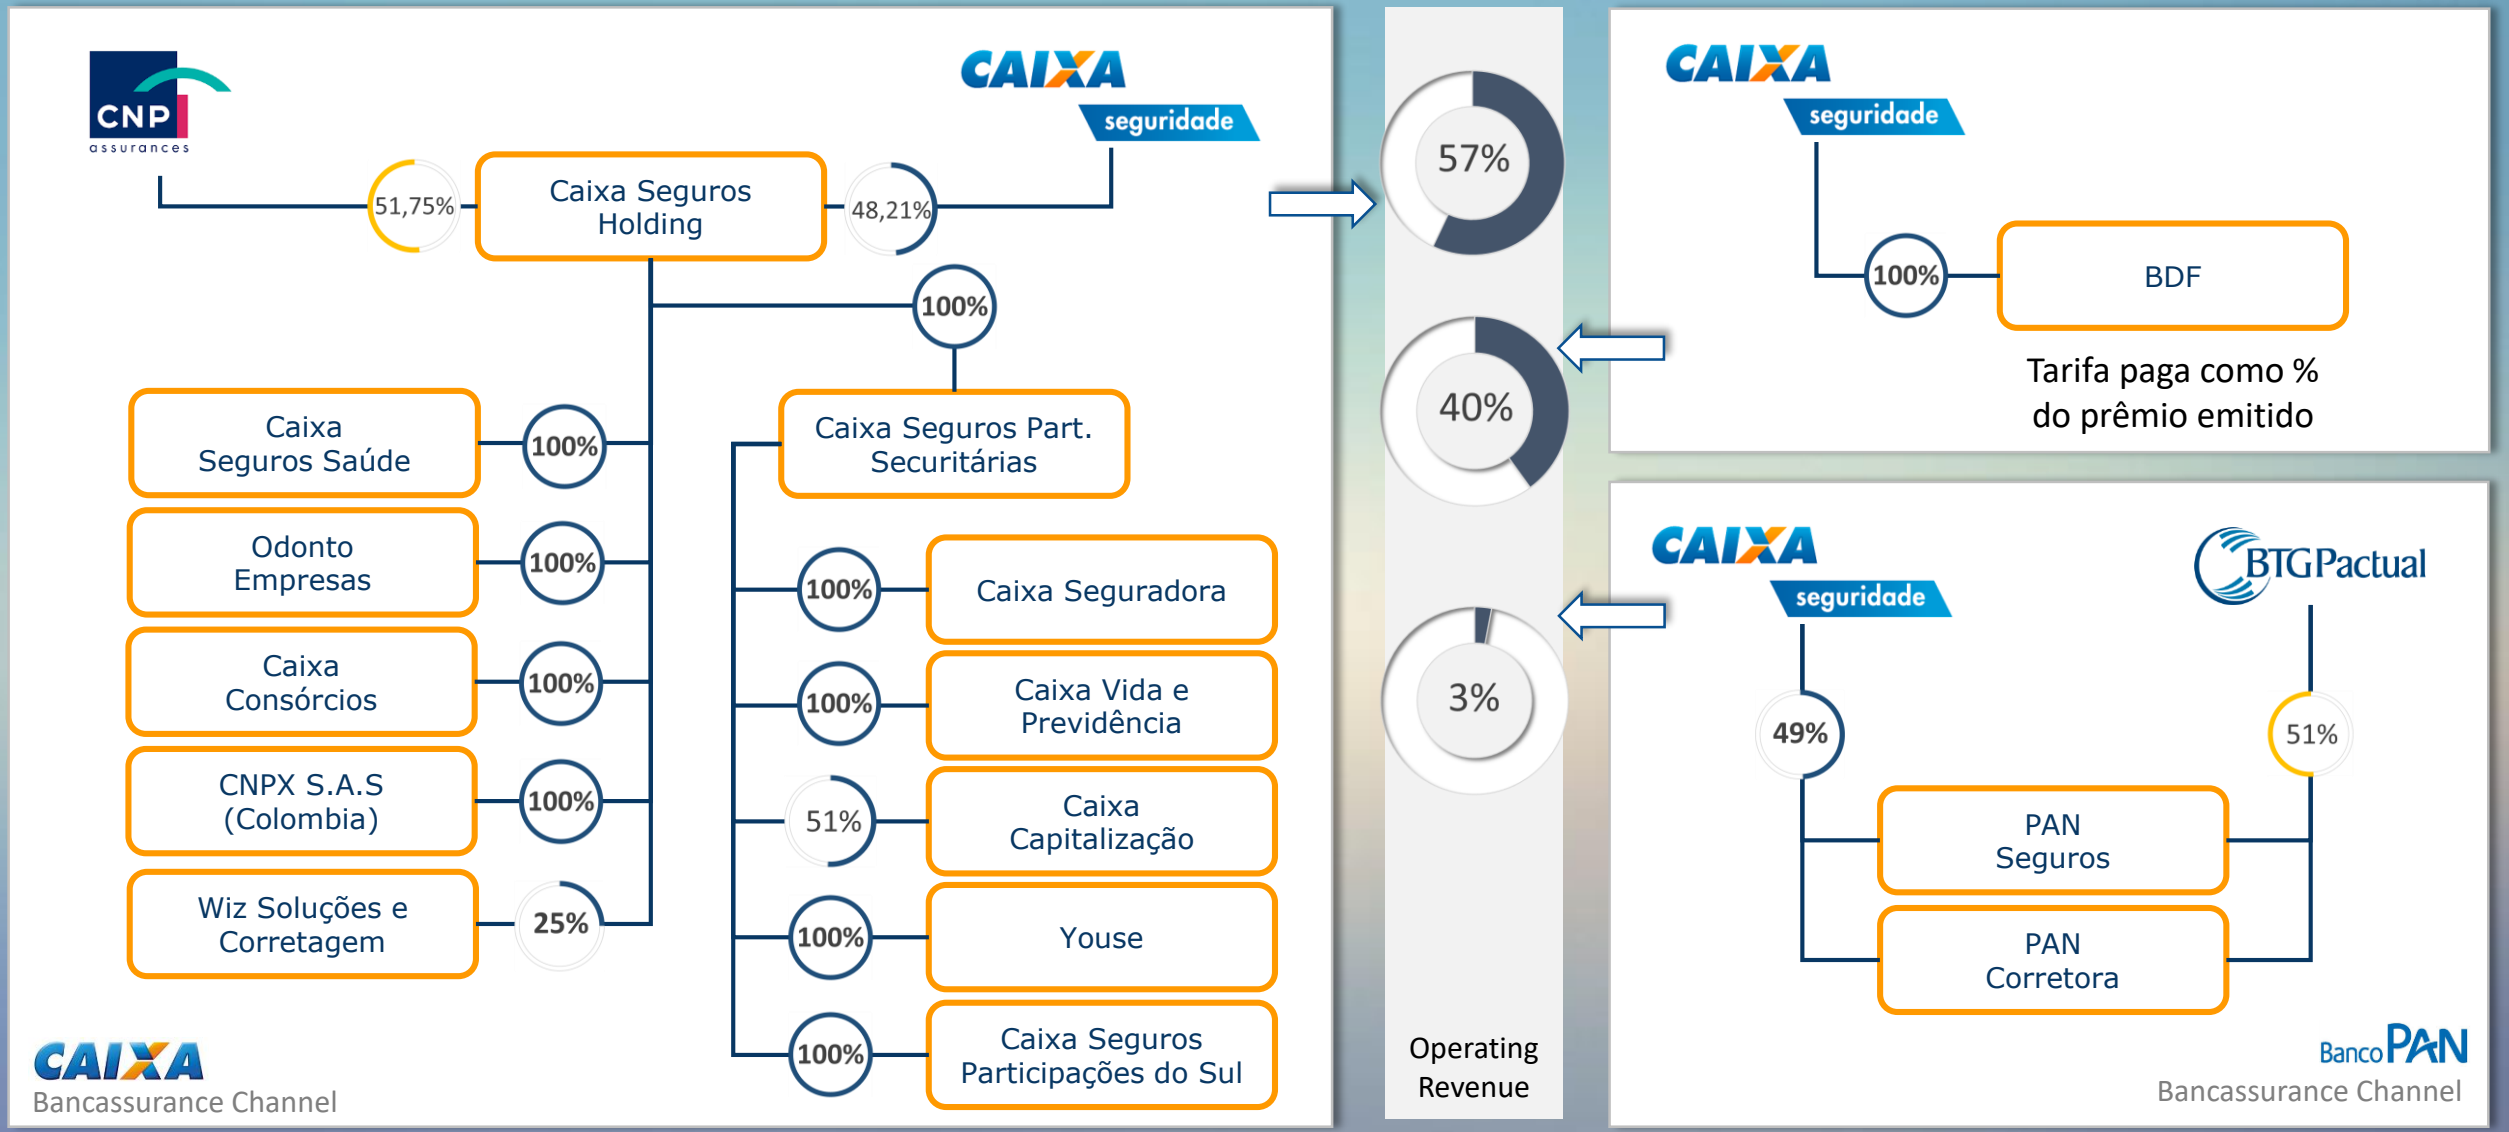 CNP
assurances
CAIXA
seguridade
51,75%
Caixa Seguros
Holding
48,21%
100%
Caixa
Seguros Saúde
100%
Odonto
Empresas
100%
Caixa
Consórcios
100%
CNPX S.A.S
(Colombia)
100%
Wiz Soluções e
Corretagem
25%
Caixa Seguros Part.
Securitárias
100%
Caixa Seguradora
100%
Caixa Vida e
Previdência
51%
Caixa
Capitalização
100%
Youse
100%
Caixa Seguros
Participações do Sul
CAIXA
Bancassurance Channel
57%
40%
3%
Operating
Revenue
CAIXA
seguridade
100%
BDF
Tarifa paga como %
do prêmio emitido
CAIXA
seguridade
BTGPactual
49%
51%
PAN
Seguros
PAN
Corretora
Banco PAN
Bancassurance Channel